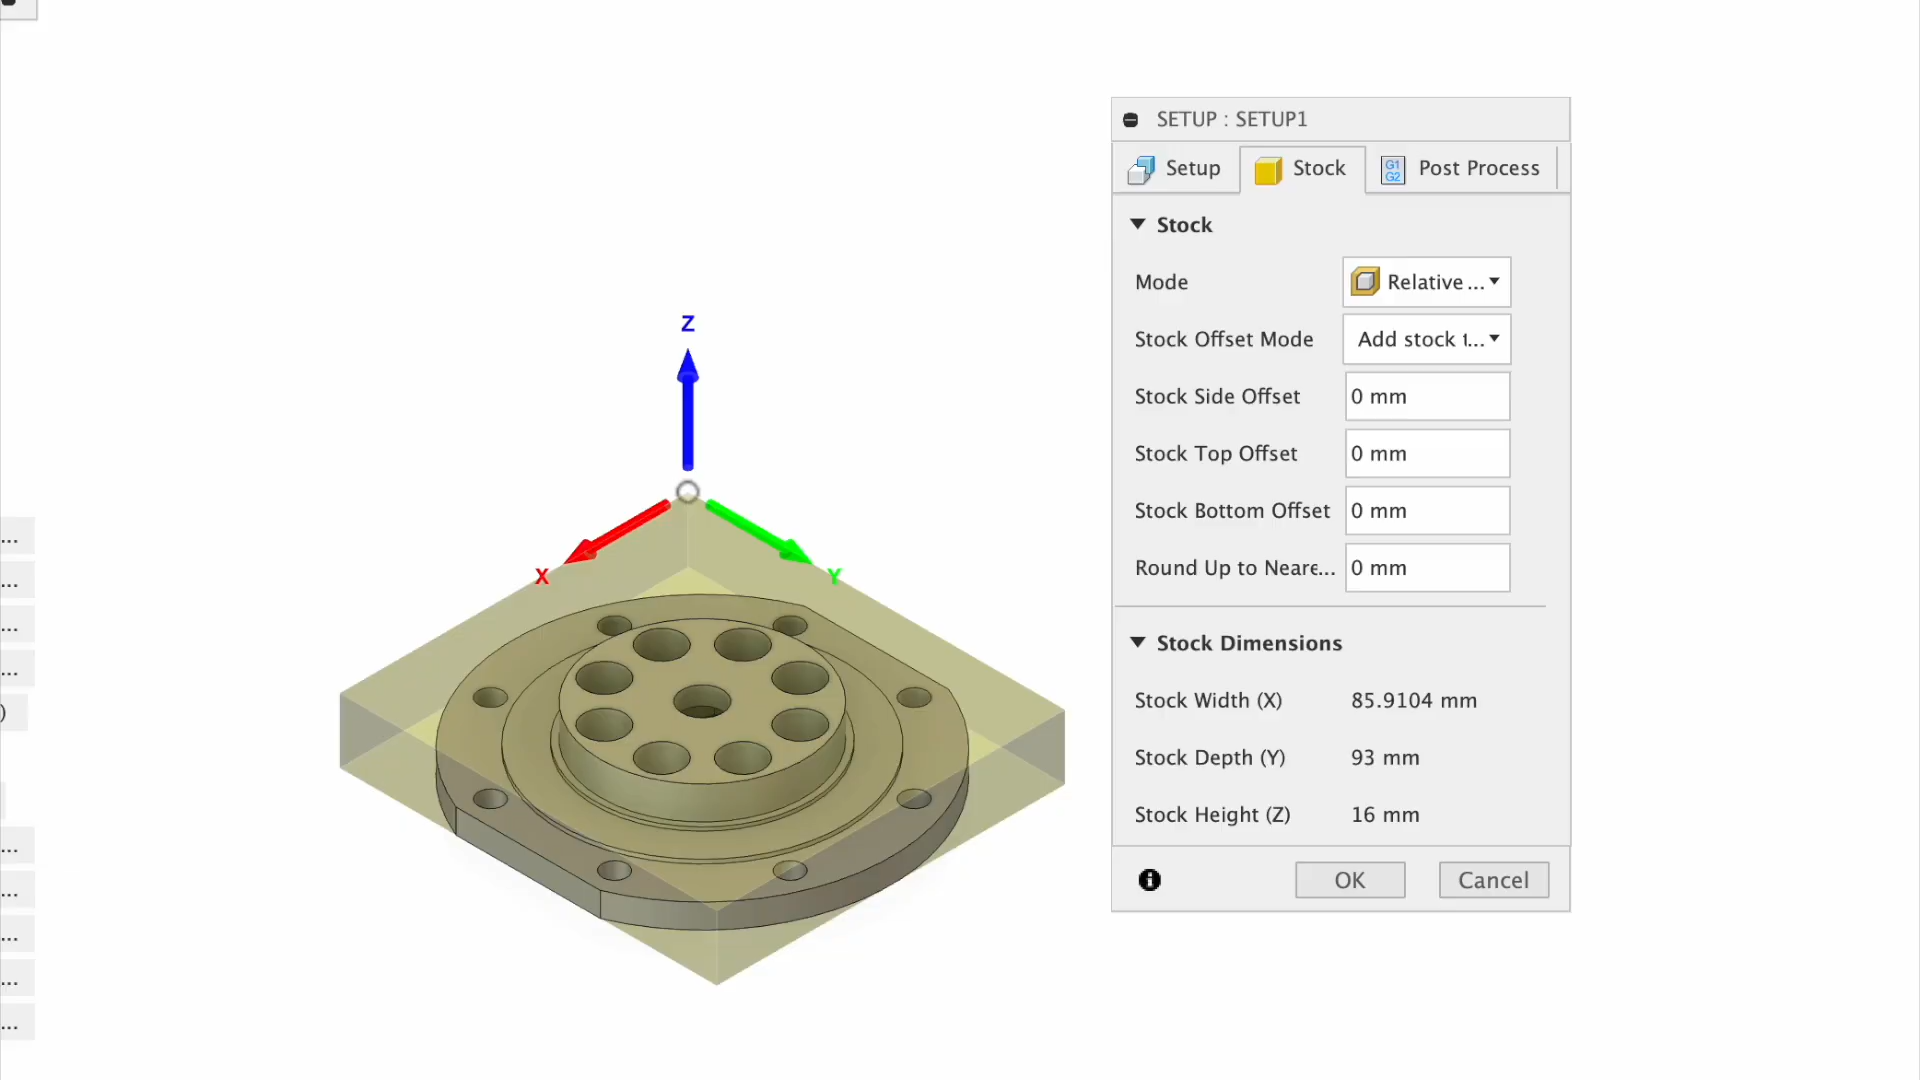 SETUP : SETUP1
Setup
Stock
G1
G2
Post Process
Stock
Mode
Relative ...
Stock Offset Mode
Add stock t...
Stock Side Offset
0 mm
Stock Top Offset
0 mm
Stock Bottom Offset
0 mm
Round Up to Neare...
0 mm
Stock Dimensions
Stock Width (X)
85.9104 mm
Stock Depth (Y)
93 mm
Stock Height (Z)
16 mm
OK
Cancel
Z
X
Y
...
...
...
...
)
...
...
...
...
...